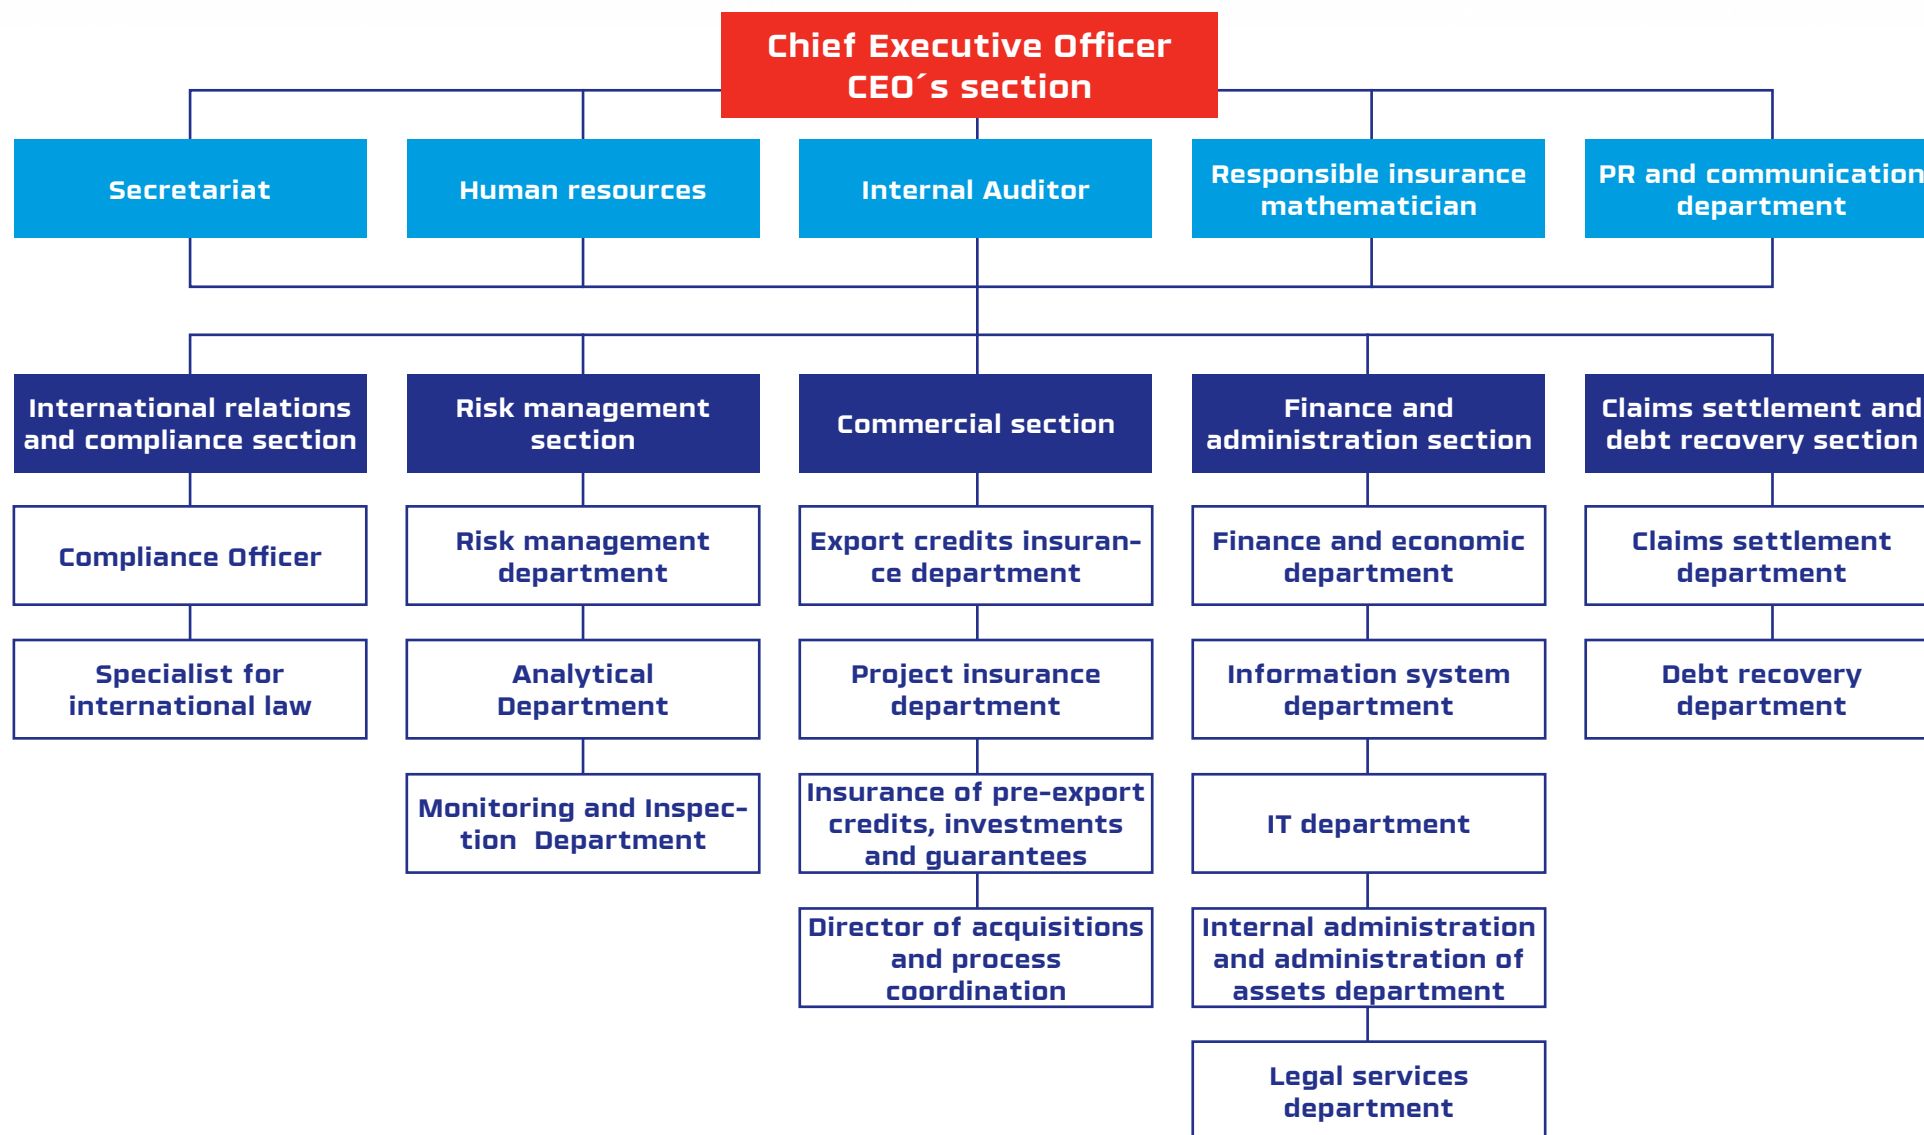 Chief Executive Officer
CEO´s section
Secretariat
Human resources
Internal Auditor
Responsible insurance
mathematician
PR and communication
department
International relations
and compliance section
Risk management
section
Commercial section
Finance and
administration section
Claims settlement and
debt recovery section
Compliance Officer
Risk management
department
Export credits insuran-
ce department
Finance and economic
department
Claims settlement
department
Specialist for
international law
Analytical
Department
Project insurance
department
Information system
department
Debt recovery
department
Monitoring and Inspec-
tion  Department
Insurance of pre-export
credits, investments
and guarantees
IT department
Director of acquisitions
and process
coordination
Internal administration
and administration of
assets department
Legal services
department